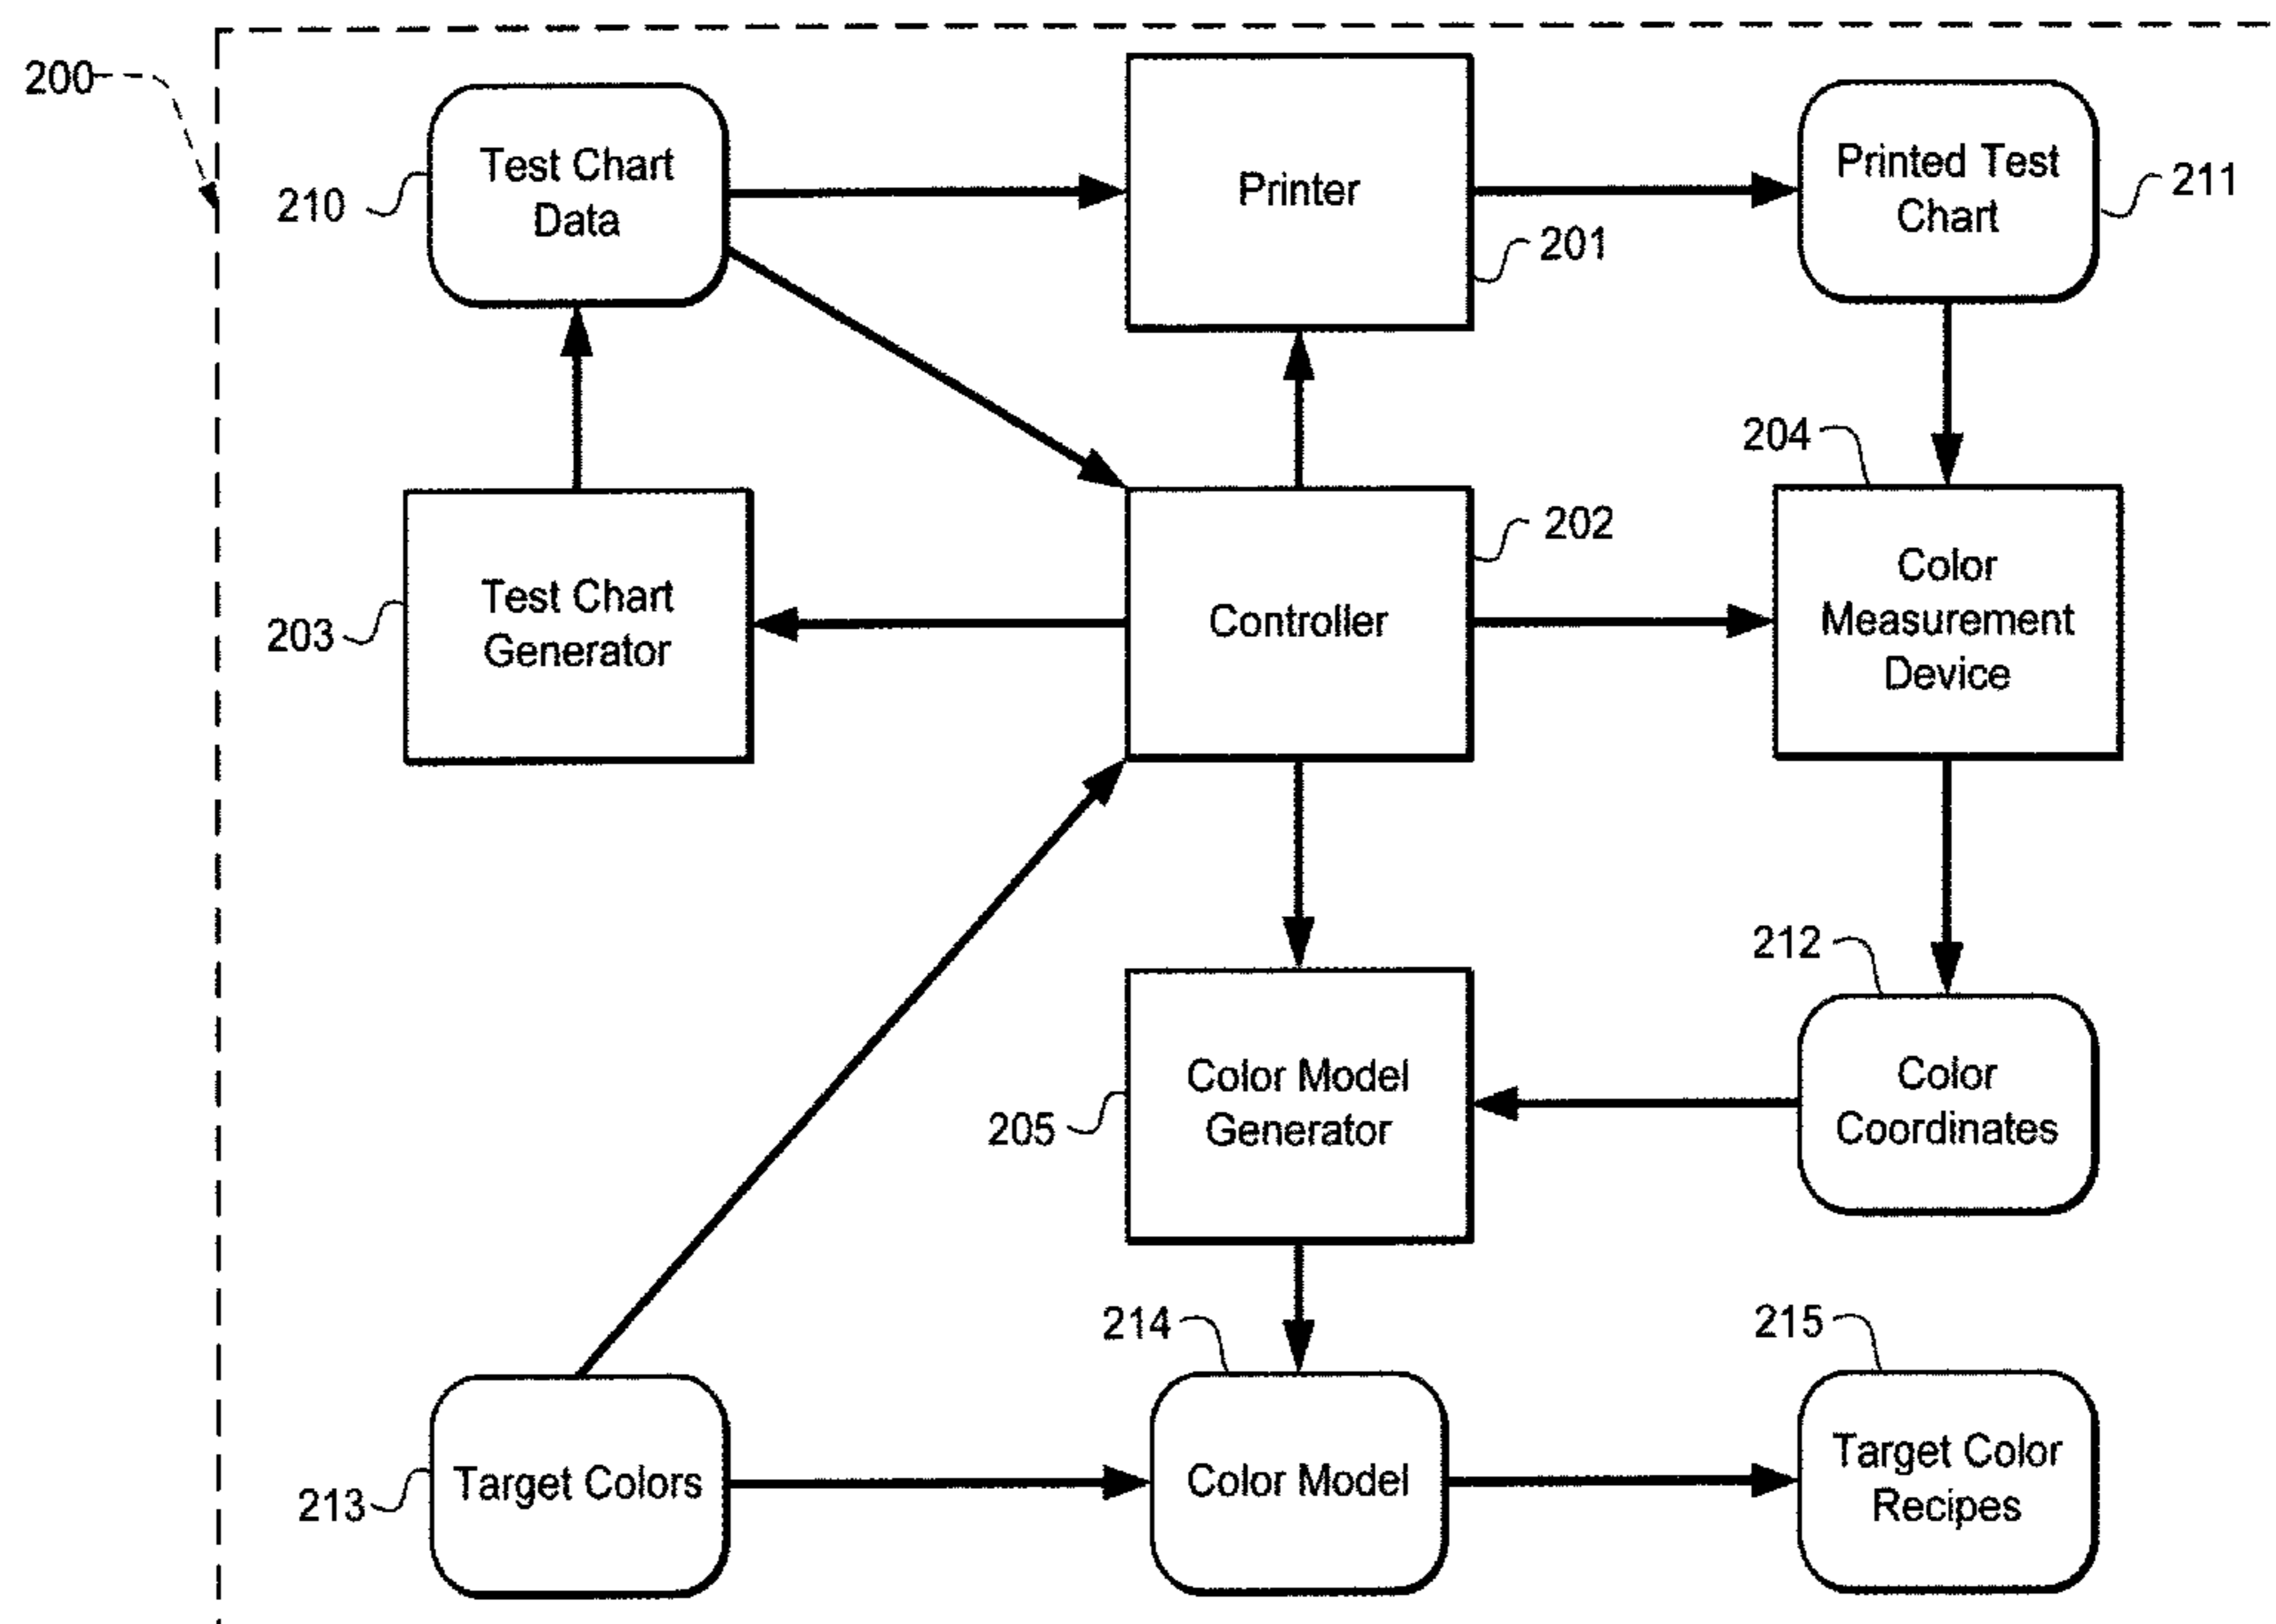 200
Test Chart
Data
210
Printer
201
Printed Test
Chart
211
204
Test Chart
Generator
203
Controller
202
Color
Measurement
Device
212
Color Model
Generator
205
Color
Coordinates
214
215
Target Colors
213
Color Model
Target Color
Recipes